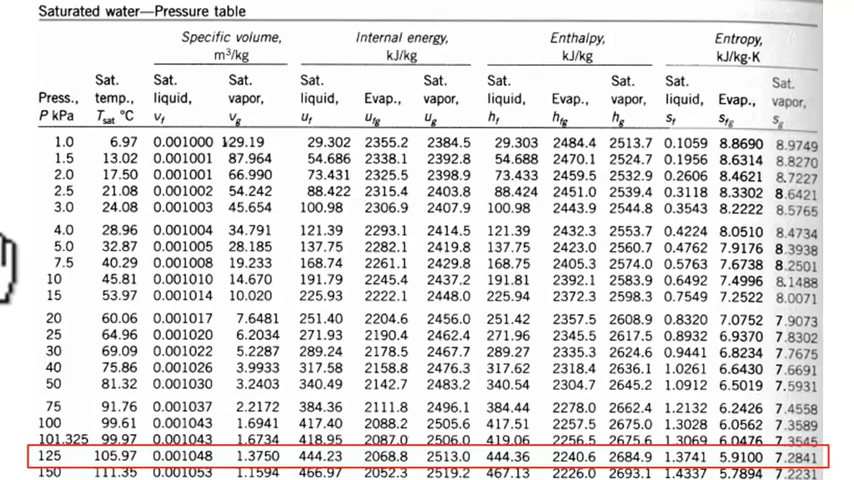 Saturated water—Pressure table
Specific volume, Internal energy, Enthalpy, Entropy,
m³/kg kJ/kg kJ/kg kJ/kg·K
Sat. Sat. Sat. Sat. Sat. Sat. Sat. Sat.
Press., temp., liquid, vapor, liquid, Evap., vapor, liquid, Evap., vapor, liquid, Evap., vapor,
P kPa Tsat °C vf vg uf ufg ug hf hfg hg sf sfg sg
1.0 6.97 0.001000 129.19 29.302 2355.2 2384.5 29.303 2484.4 2513.7 0.1059 8.8690 8.9749
1.5 13.02 0.001001 87.964 54.686 2338.1 2392.8 54.688 2470.1 2524.7 0.1956 8.6314 8.8270
2.0 17.50 0.001001 66.990 73.431 2325.5 2398.9 73.433 2459.5 2532.9 0.2606 8.4621 8.7227
2.5 21.08 0.001002 54.242 88.422 2315.4 2403.8 88.424 2451.0 2539.4 0.3118 8.3302 8.6421
3.0 24.08 0.001003 45.654 100.98 2306.9 2407.9 100.98 2443.9 2544.8 0.3543 8.2222 8.5765
4.0 28.96 0.001004 34.791 121.39 2293.1 2414.5 121.39 2432.3 2553.7 0.4224 8.0510 8.4734
5.0 32.87 0.001005 28.185 137.75 2282.1 2419.8 137.75 2423.0 2560.7 0.4762 7.9176 8.3938
7.5 40.29 0.001008 19.233 168.74 2261.1 2429.8 168.75 2405.3 2574.0 0.5763 7.6738 8.2501
10 45.81 0.001010 14.670 191.79 2245.4 2437.2 191.81 2392.1 2583.9 0.6492 7.4996 8.1488
15 53.97 0.001014 10.020 225.93 2222.1 2448.0 225.94 2372.3 2598.3 0.7549 7.2522 8.0071
20 60.06 0.001017 7.6481 251.40 2204.6 2456.0 251.42 2357.5 2608.9 0.8320 7.0752 7.9073
25 64.96 0.001020 6.2034 271.93 2190.4 2462.4 271.96 2345.5 2617.5 0.8932 6.9370 7.8302
30 69.09 0.001022 5.2287 289.24 2178.5 2467.7 289.27 2335.3 2624.6 0.9441 6.8234 7.7675
40 75.86 0.001026 3.9933 317.58 2158.8 2476.3 317.62 2318.4 2636.1 1.0261 6.6430 7.6691
50 81.32 0.001030 3.2403 340.49 2142.7 2483.2 340.54 2304.7 2645.2 1.0912 6.5019 7.5931
75 91.76 0.001037 2.2172 384.36 2111.8 2496.1 384.44 2278.0 2662.4 1.2132 6.2426 7.4558
100 99.61 0.001043 1.6941 417.40 2088.2 2505.6 417.51 2257.5 2675.0 1.3028 6.0562 7.3589
101.325 99.97 0.001043 1.6734 418.95 2087.0 2506.0 419.06 2256.5 2675.6 1.3069 6.0476 7.3545
125 105.97 0.001048 1.3750 444.23 2068.8 2513.0 444.36 2240.6 2684.9 1.3741 5.9100 7.2841
150 111.35 0.001053 1.1594 466.97 2052.3 2519.2 467.13 2226.0 2693.1 1.4337 5.7894 7.2231